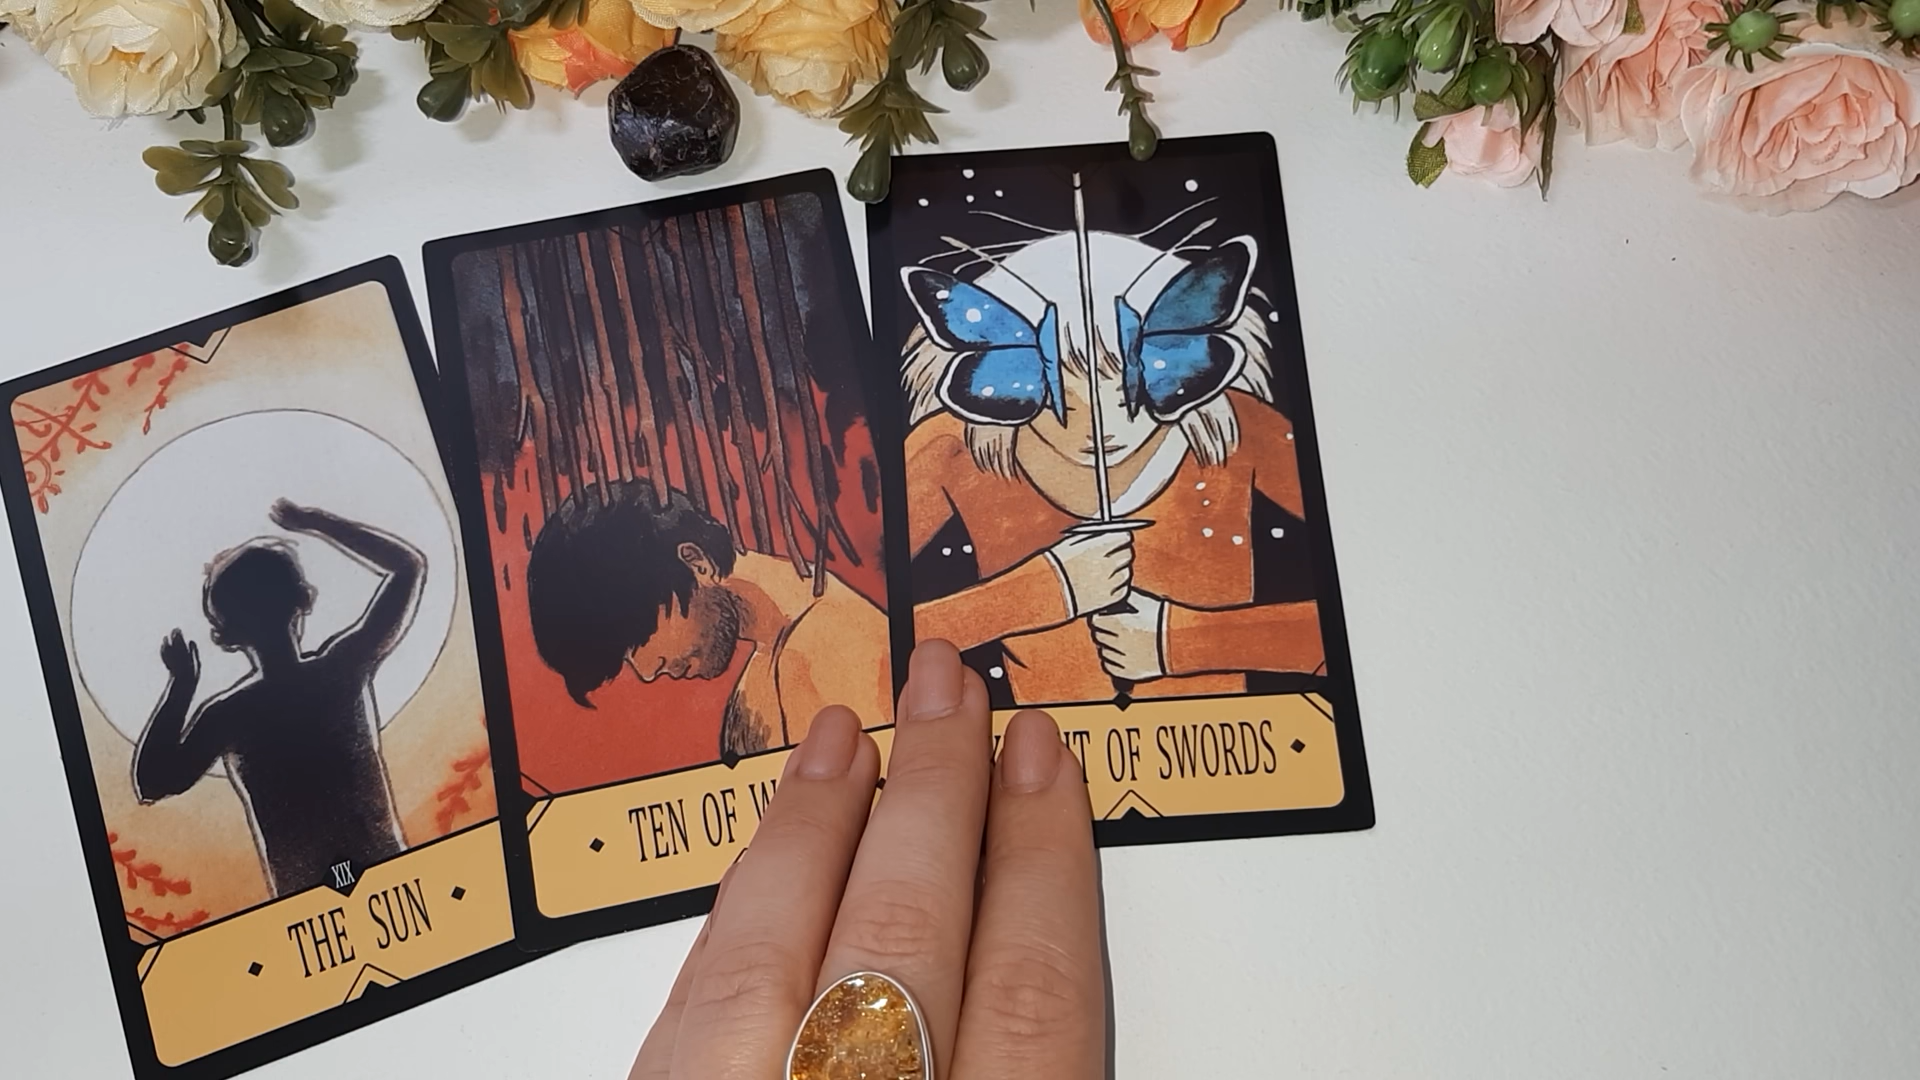 XIX
THE SUN
TEN OF
OF SWORDS